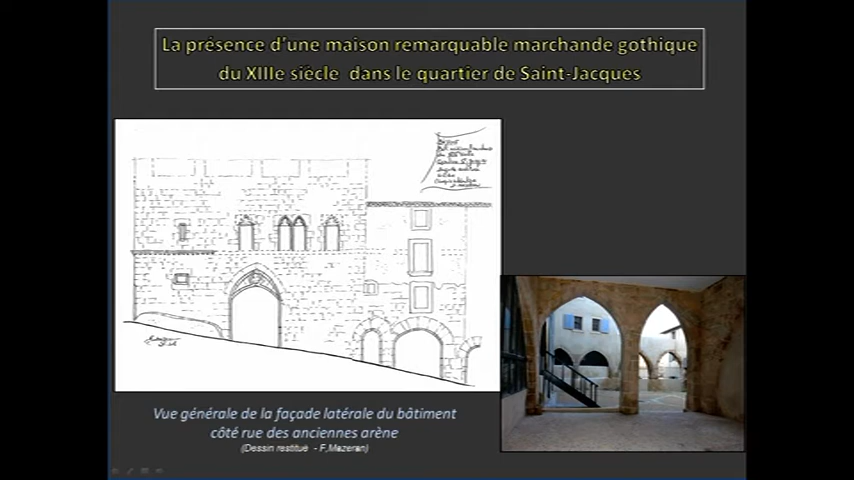 La présence d'une maison remarquable marchande gothique
du XIIIe siècle dans le quartier de Saint-Jacques
Vue générale de la façade latérale du bâtiment
côté rue des anciennes arène
(Dessin restitué - F,Mazeran)